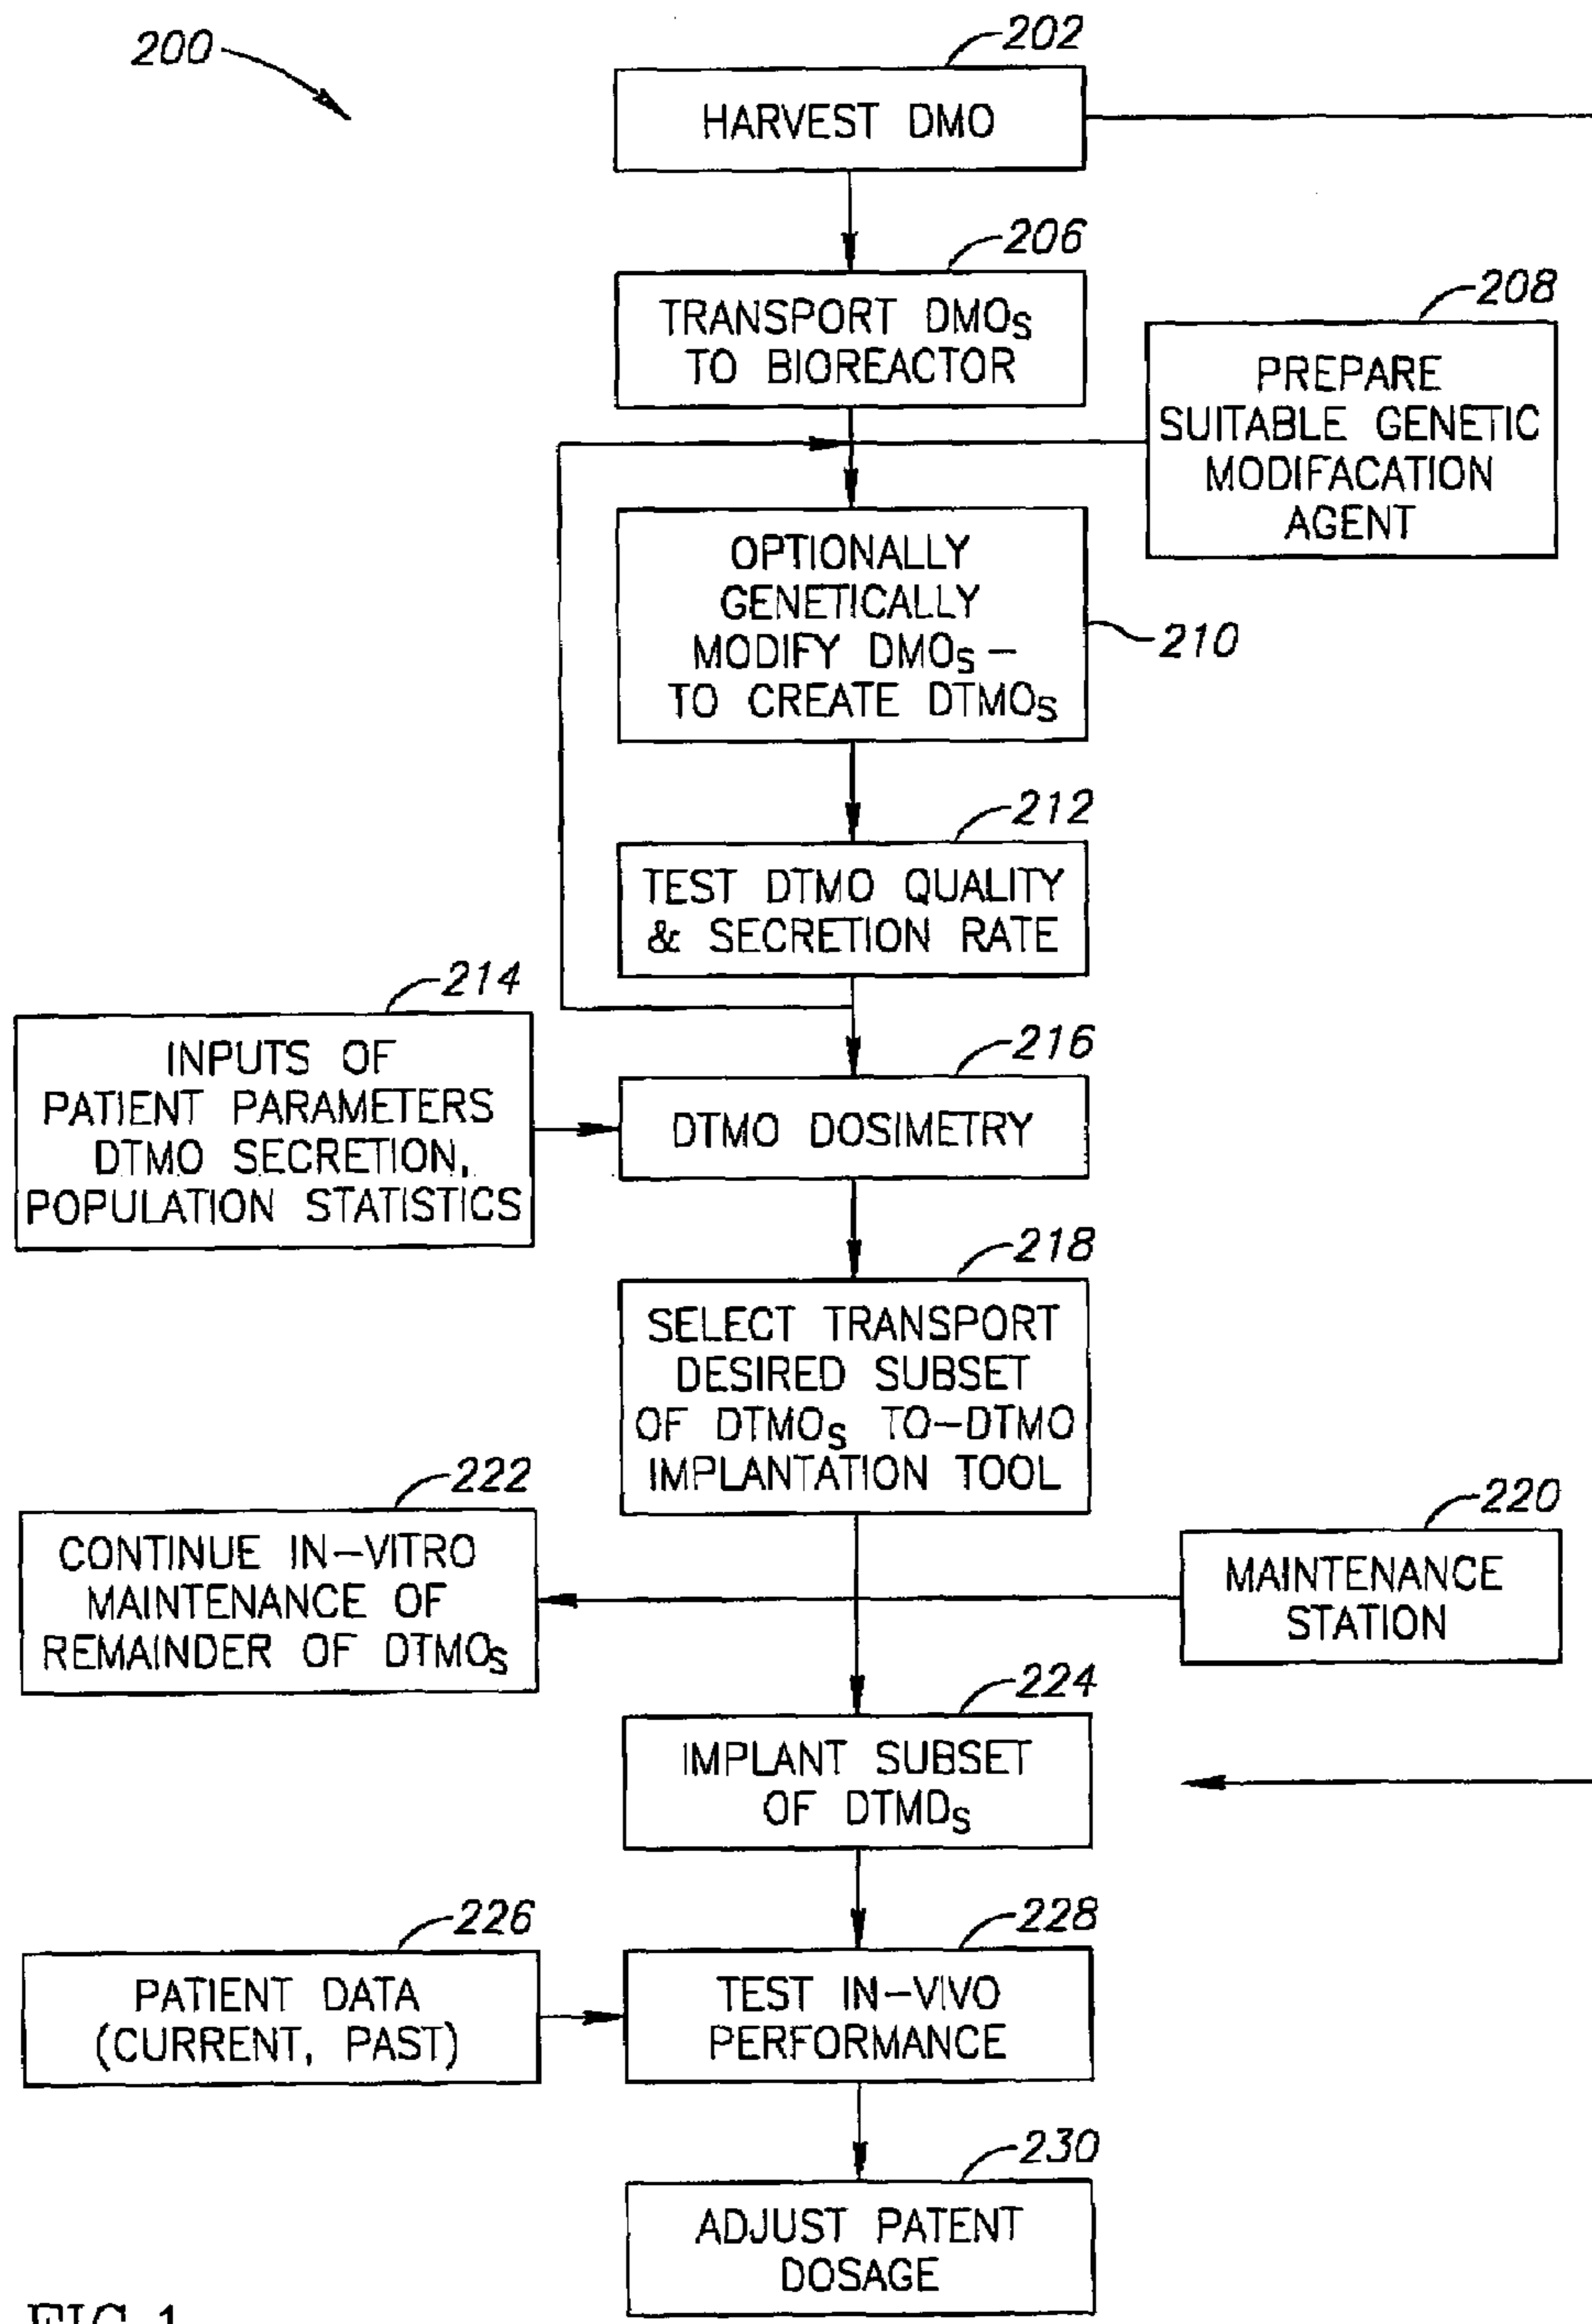 200
202
HARVEST DMO
206
TRANSPORT DMOs
TO BIOREACTOR
208
PREPARE
SUITABLE GENETIC
MODIFACATION
AGENT
OPTIONALLY
GENETICALLY
MODIFY DMOs –
TO CREATE DTMOs
210
212
TEST DTMO QUALITY
& SECRETION RATE
214
INPUTS OF
PATIENT PARAMETERS
DTMO SECRETION,
POPULATION STATISTICS
216
DTMO DOSIMETRY
218
SELECT TRANSPORT
DESIRED SUBSET
OF DTMOs TO–DTMO
IMPLANTATION TOOL
222
CONTINUE IN–VITRO
MAINTENANCE OF
REMAINDER OF DTMOs
220
MAINTENANCE
STATION
224
IMPLANT SUBSET
OF DTMDs
226
PATIENT DATA
(CURRENT, PAST)
228
TEST IN–VIVO
PERFORMANCE
230
ADJUST PATENT
DOSAGE
FIG.1